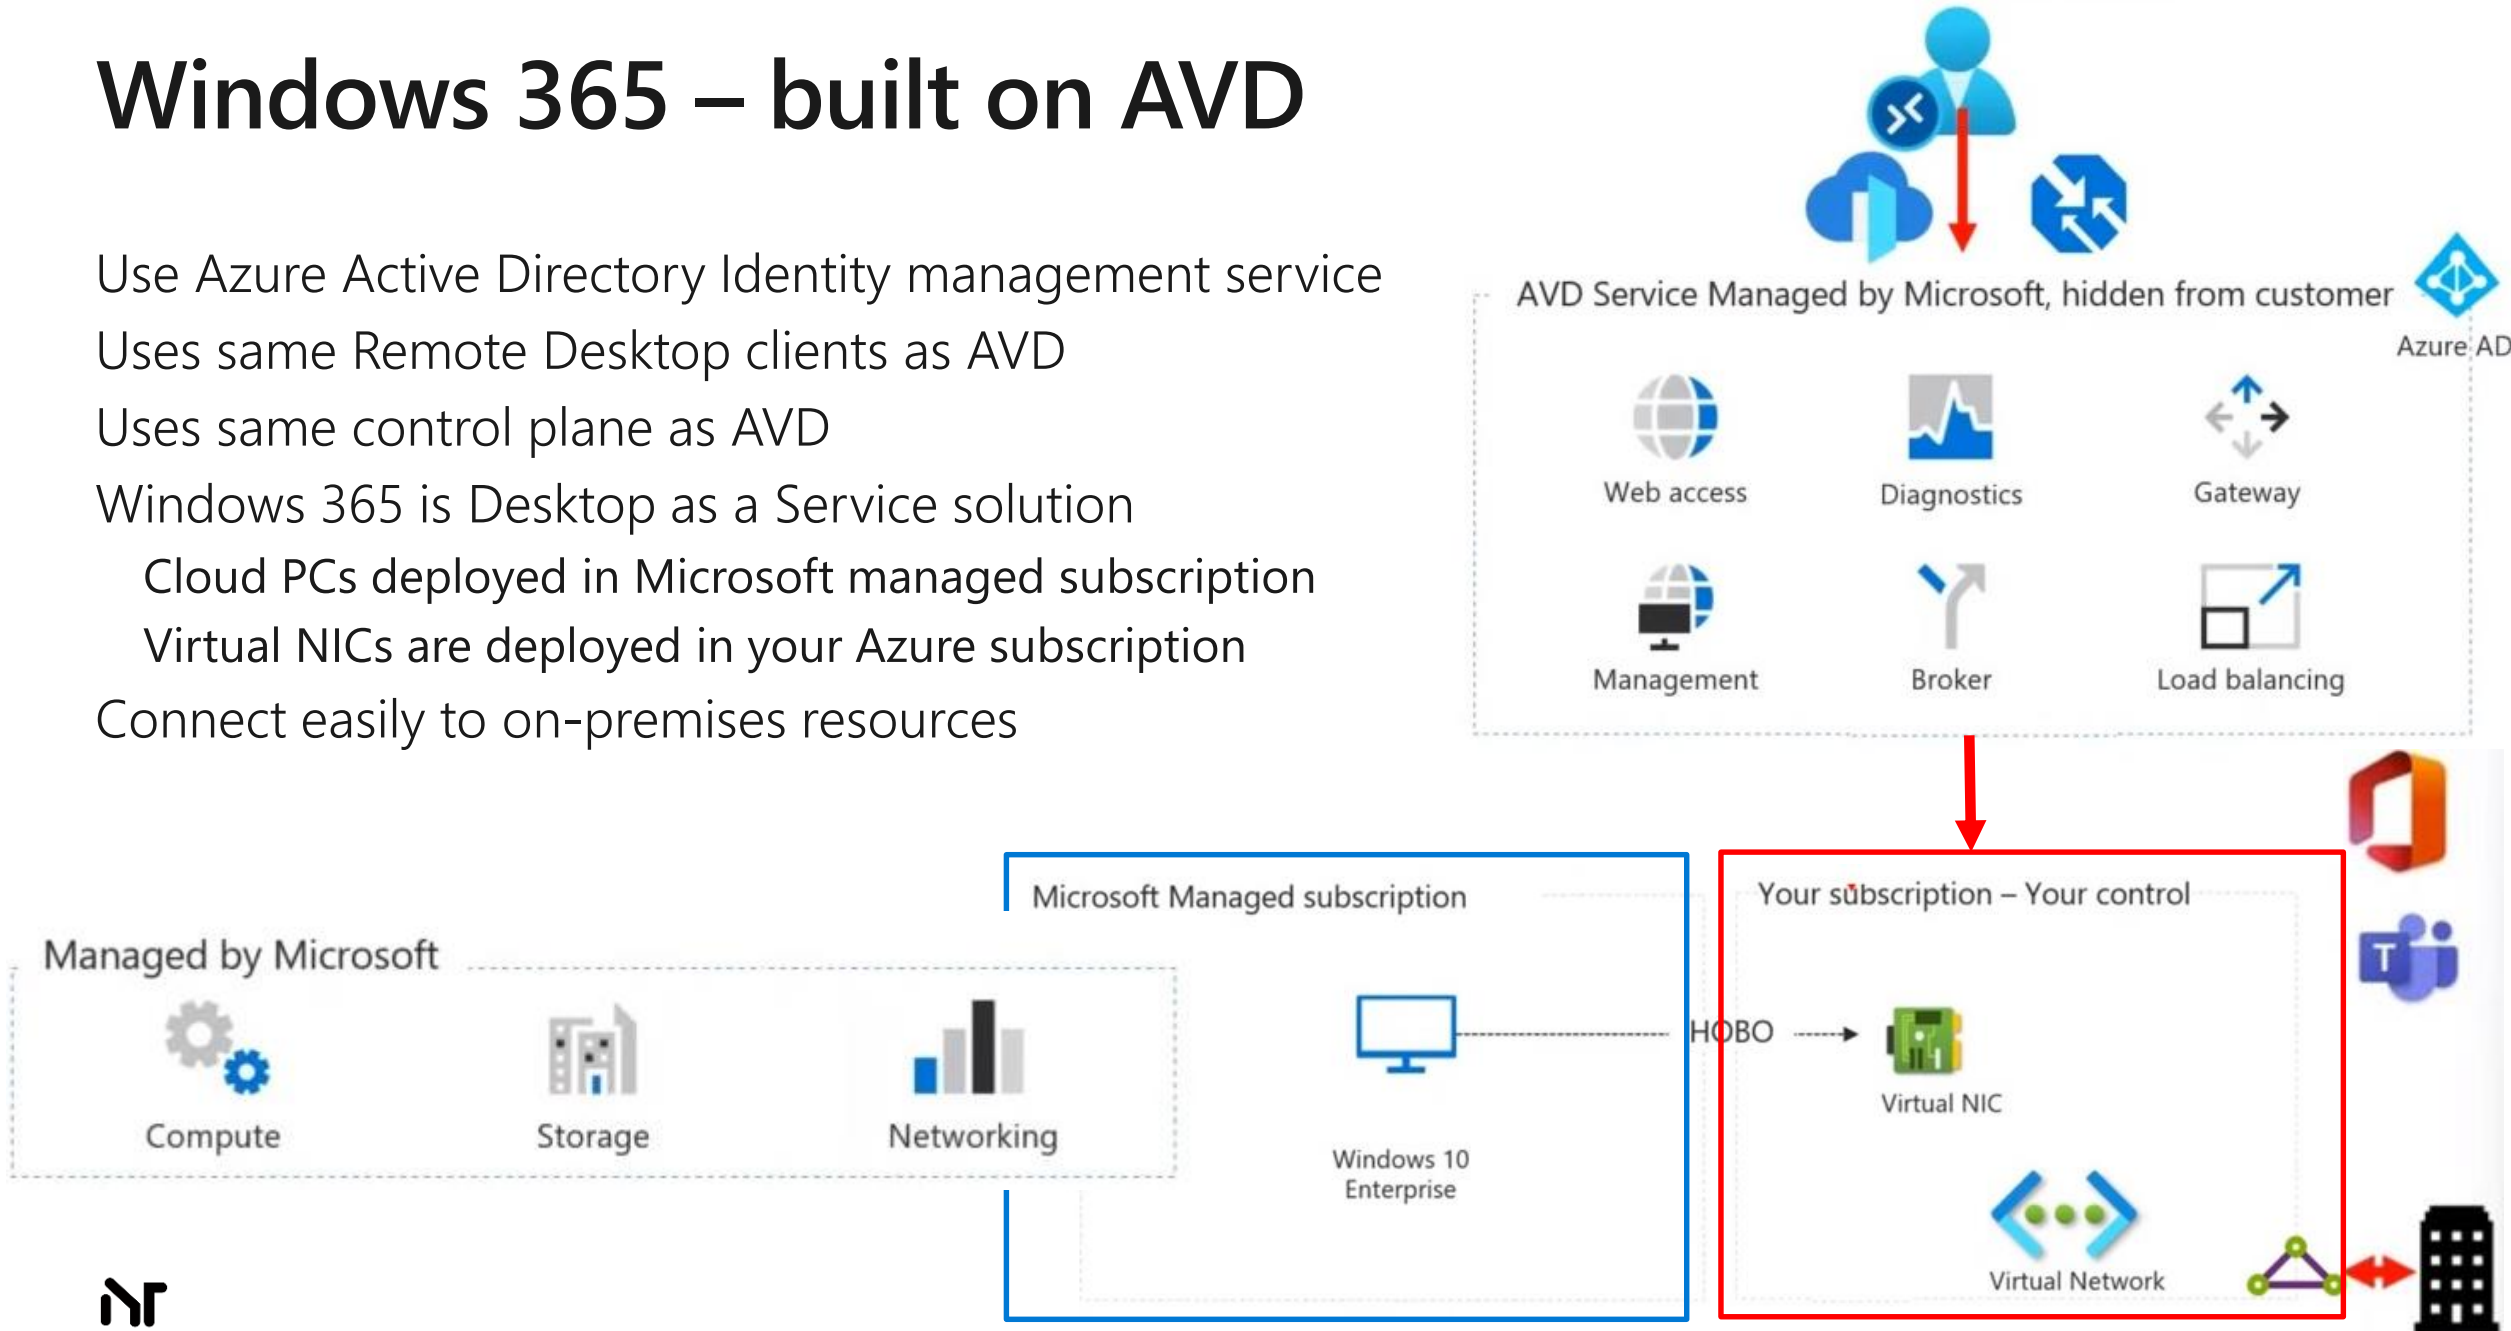 Windows 365 – built on AVD
Use Azure Active Directory Identity management service
Uses same Remote Desktop clients as AVD
Uses same control plane as AVD
Windows 365 is Desktop as a Service solution
Cloud PCs deployed in Microsoft managed subscription
Virtual NICs are deployed in your Azure subscription
Connect easily to on-premises resources
AVD Service Managed by Microsoft, hidden from customer
Azure AD
Web access
Diagnostics
Gateway
Management
Broker
Load balancing
Managed by Microsoft
Compute
Storage
Networking
Microsoft Managed subscription
Windows 10
Enterprise
HOBO
Your subscription – Your control
Virtual NIC
Virtual Network
T